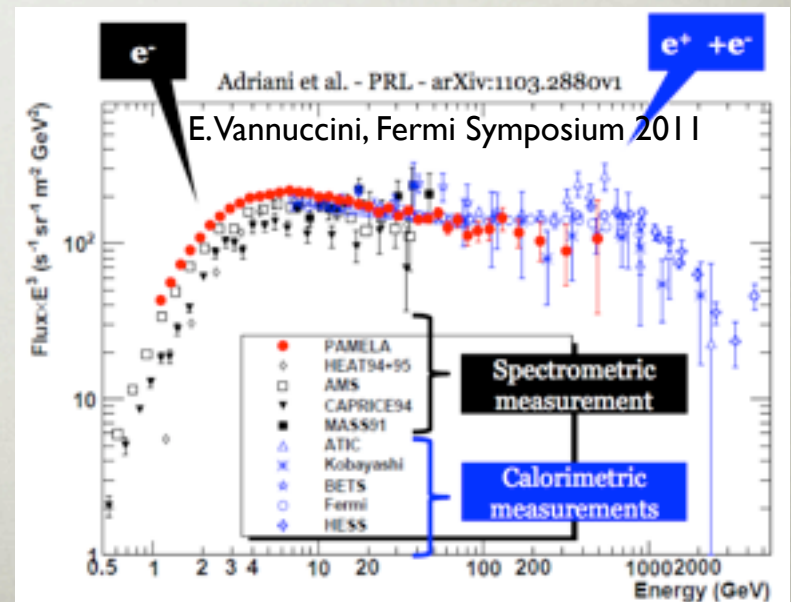 e⁻
e⁺ +e⁻
Adriani et al. - PRL - arXiv:1103.2880v1
E. Vannuccini, Fermi Symposium 2011
Flux×E³ (s⁻¹ sr⁻¹ m⁻² GeV²)
10²
10
1
PAMELA
HEAT94+95
AMS
CAPRICE94
MASS91
ATIC
Kobayashi
BETS
Fermi
HESS
Spectrometric
measurement
Calorimetric
measurements
0.5 1 2 3 4 10 20 100 200 1000 2000
Energy (GeV)